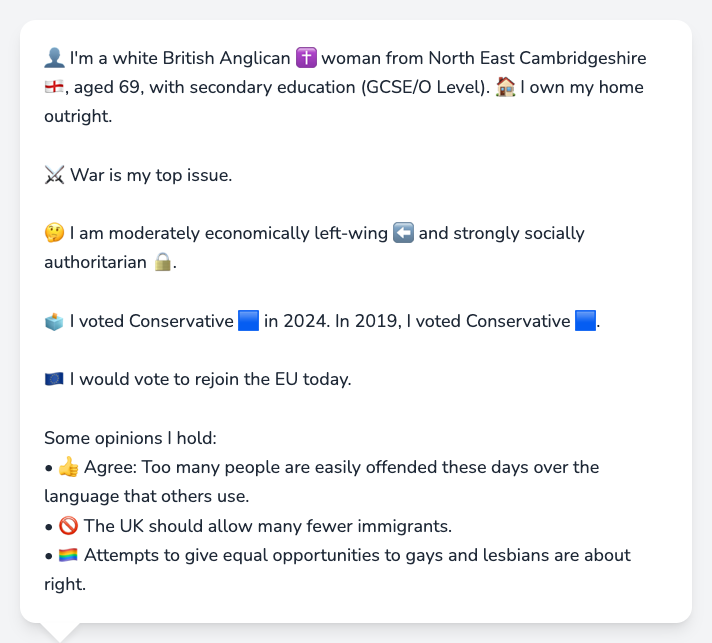 👤 I'm a white British Anglican ✝️ woman from North East Cambridgeshire
🏴󠁧󠁢󠁥󠁮󠁧󠁿, aged 69, with secondary education (GCSE/O Level). 🏠 I own my home
outright.
⚔️ War is my top issue.
🤔 I am moderately economically left-wing ⬅️ and strongly socially
authoritarian 🔒.
🗳️ I voted Conservative 🟦 in 2024. In 2019, I voted Conservative 🟦.
🇪🇺 I would vote to rejoin the EU today.
Some opinions I hold:
• 👍 Agree: Too many people are easily offended these days over the
language that others use.
• 🚫 The UK should allow many fewer immigrants.
• 🏳️‍🌈 Attempts to give equal opportunities to gays and lesbians are about
right.